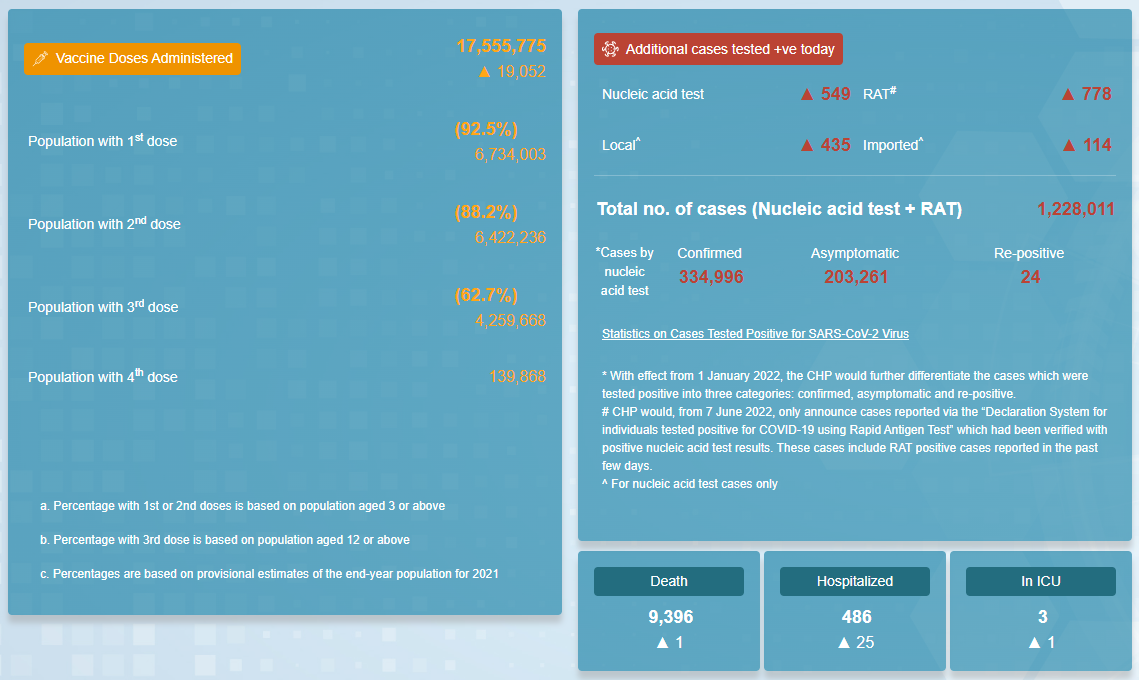 Vaccine Doses Administered
17,555,775
▲ 19,052
Population with 1st dose
(92.5%)
6,734,003
Population with 2nd dose
(88.2%)
6,422,236
Population with 3rd dose
(62.7%)
4,259,668
Population with 4th dose
139,868
a. Percentage with 1st or 2nd doses is based on population aged 3 or above
b. Percentage with 3rd dose is based on population aged 12 or above
c. Percentages are based on provisional estimates of the end-year population for 2021
Additional cases tested +ve today
Nucleic acid test ▲ 549 RAT# ▲ 778
Local^ ▲ 435 Imported^ ▲ 114
Total no. of cases (Nucleic acid test + RAT) 1,228,011
*Cases by
nucleic
acid test
Confirmed
334,996
Asymptomatic
203,261
Re-positive
24
Statistics on Cases Tested Positive for SARS-CoV-2 Virus
* With effect from 1 January 2022, the CHP would further differentiate the cases which were
tested positive into three categories: confirmed, asymptomatic and re-positive.
# CHP would, from 7 June 2022, only announce cases reported via the “Declaration System for
individuals tested positive for COVID-19 using Rapid Antigen Test” which had been verified with
positive nucleic acid test results. These cases include RAT positive cases reported in the past
few days.
^ For nucleic acid test cases only
Death
9,396
▲ 1
Hospitalized
486
▲ 25
In ICU
3
▲ 1